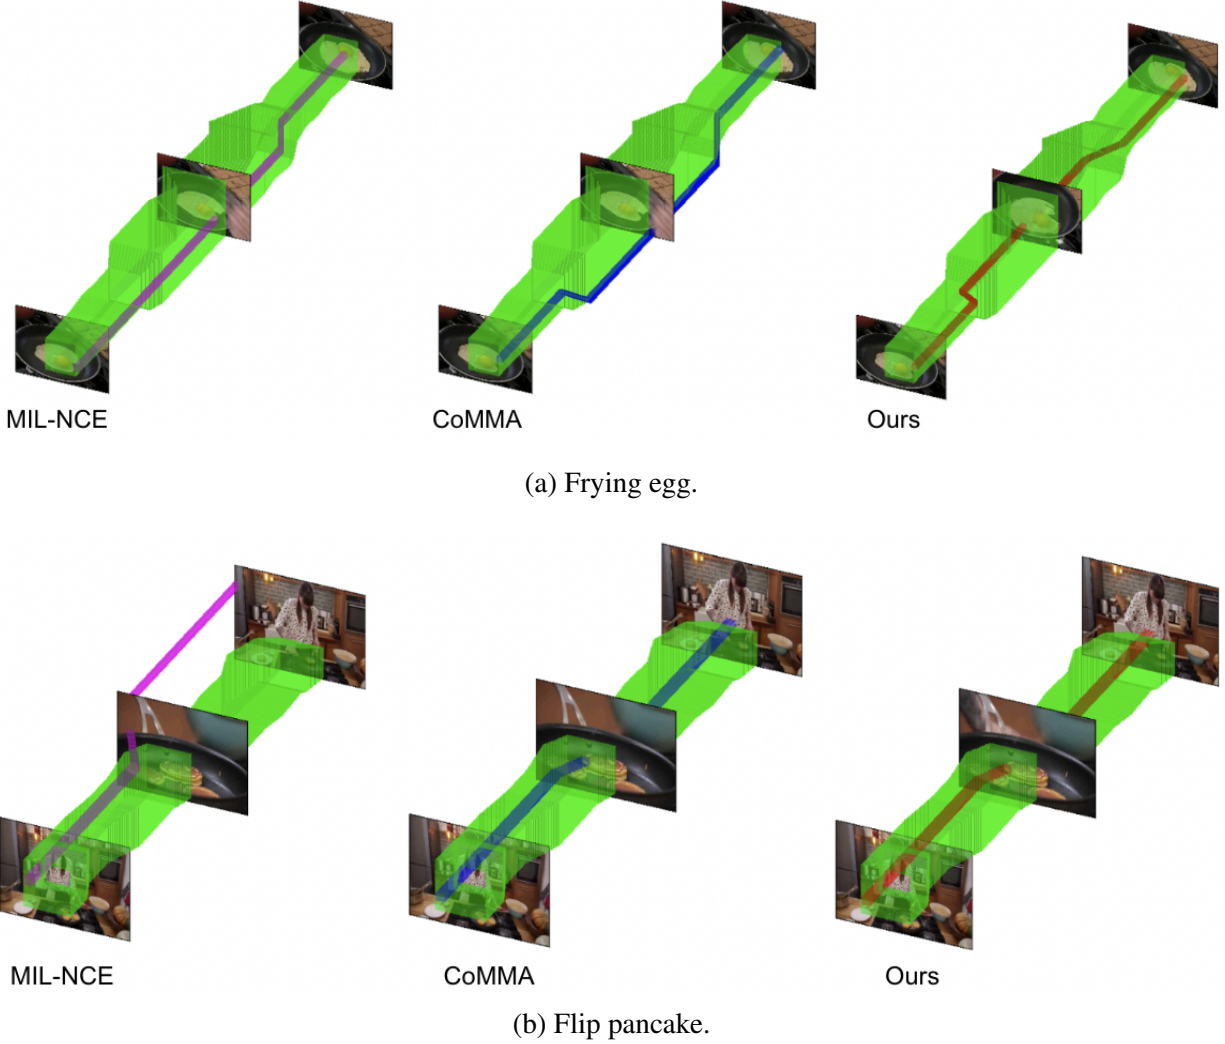 MIL-NCE
CoMMA
Ours
(a) Frying egg.
MIL-NCE
CoMMA
Ours
(b) Flip pancake.